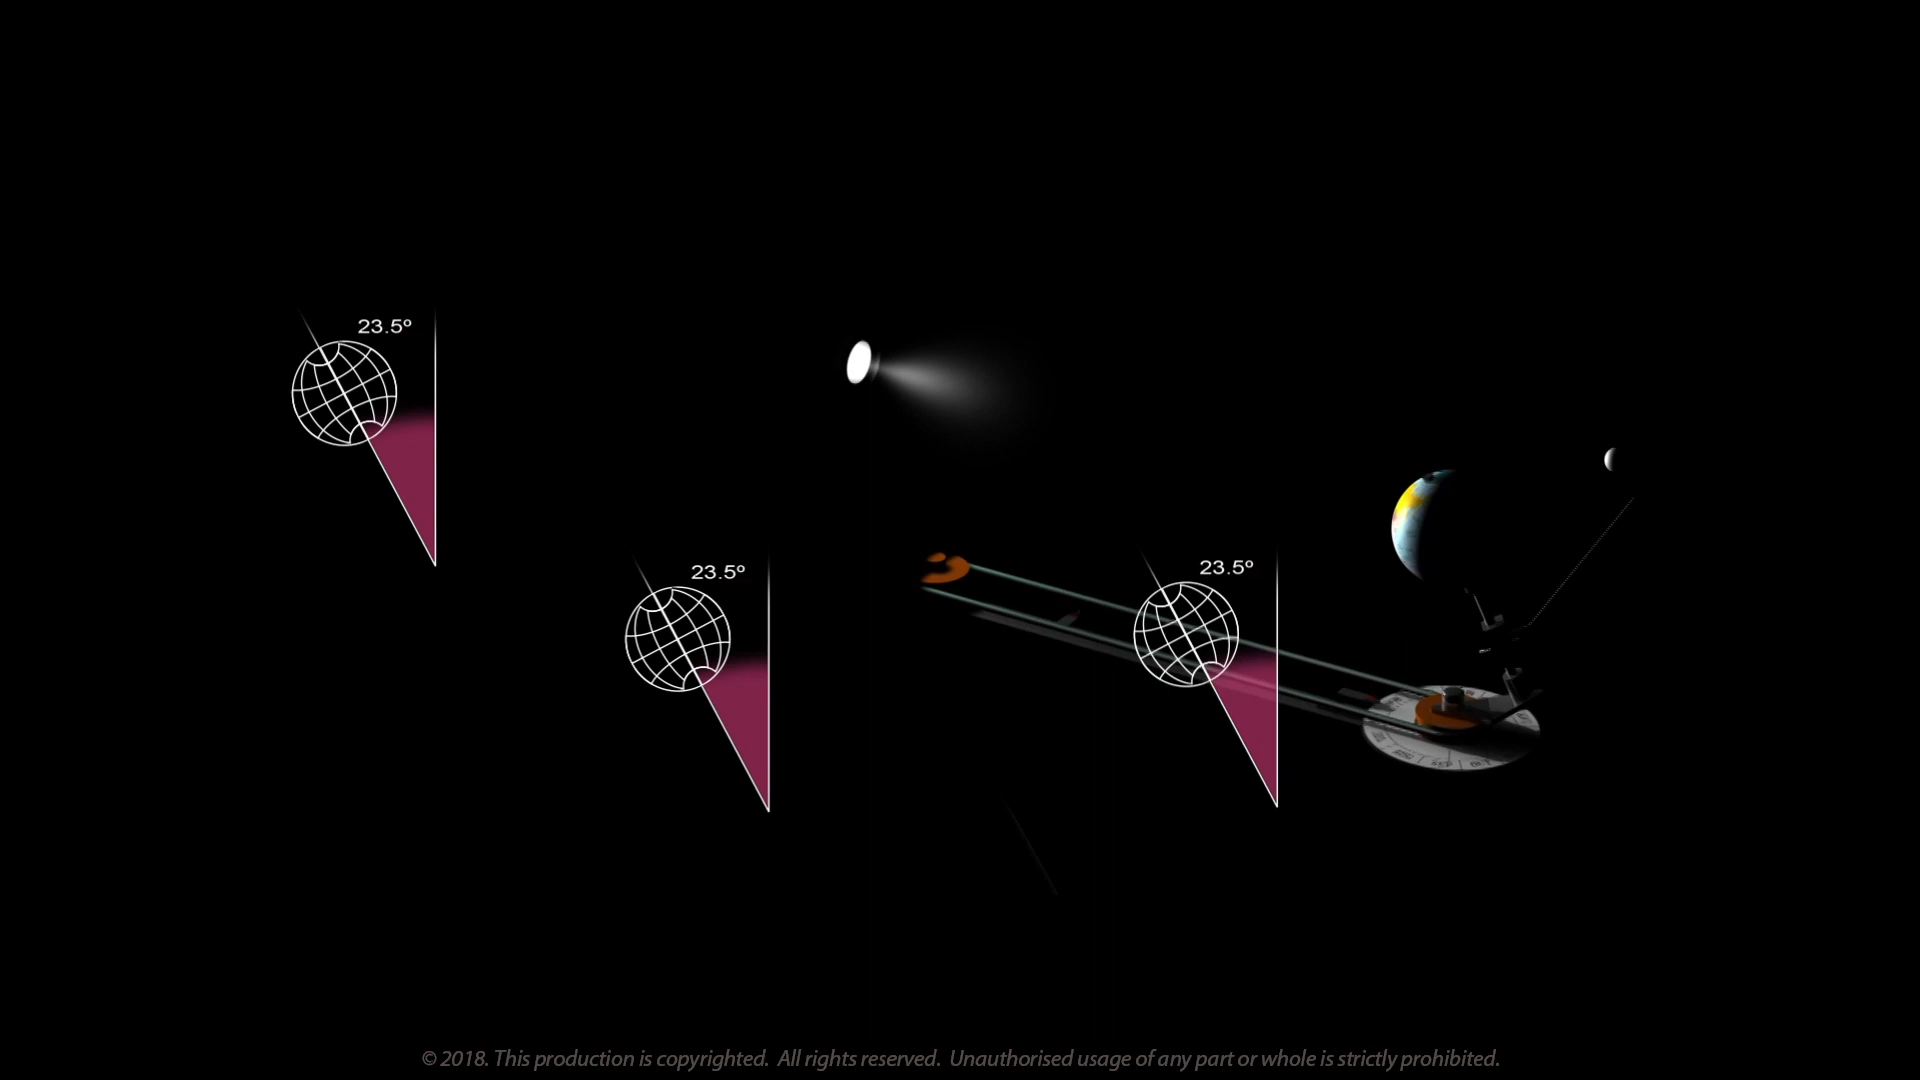 23.5º
23.5º
23.5º
© 2018. This production is copyrighted. All rights reserved. Unauthorised usage of any part or whole is strictly prohibited.